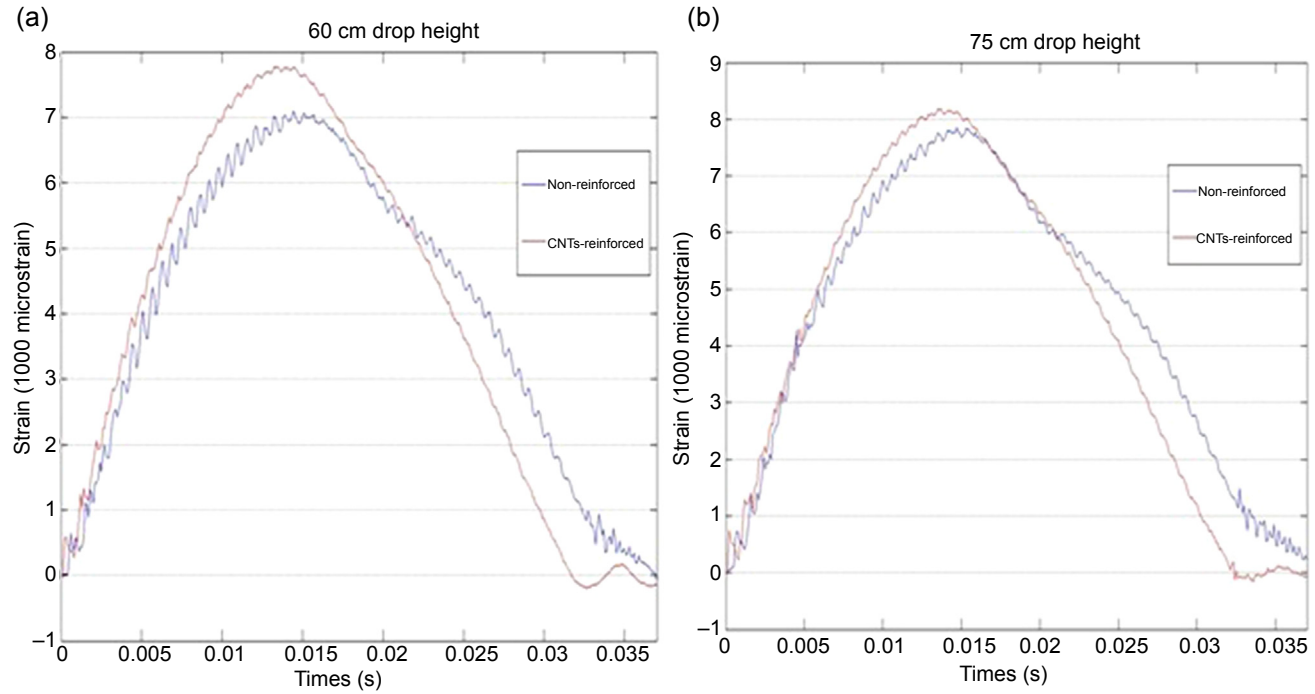 (a)
60 cm drop height
8
7
6
5
4
3
2
1
0
–1
Strain (1000 microstrain)
Non-reinforced
CNTs-reinforced
0 0.005 0.01 0.015 0.02 0.025 0.03 0.035
Times (s)
(b)
75 cm drop height
9
8
7
6
5
4
3
2
1
0
–1
Strain (1000 microstrain)
Non-reinforced
CNTs-reinforced
0 0.005 0.010 0.015 0.020 0.025 0.03 0.035
Times (s)